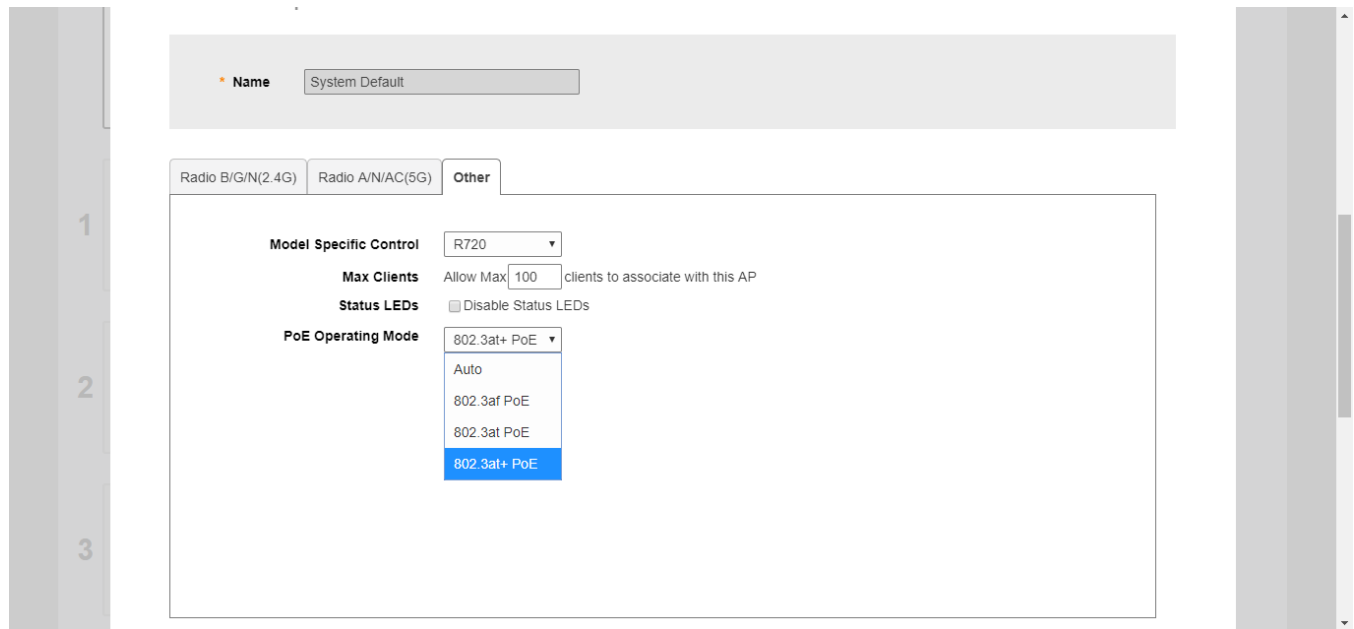 * Name System Default
Radio B/G/N(2.4G) Radio A/N/AC(5G) Other
1
Model Specific Control R720
Max Clients Allow Max 100 clients to associate with this AP
Status LEDs Disable Status LEDs
PoE Operating Mode 802.3at+ PoE
Auto
2
802.3af PoE
802.3at PoE
802.3at+ PoE
3